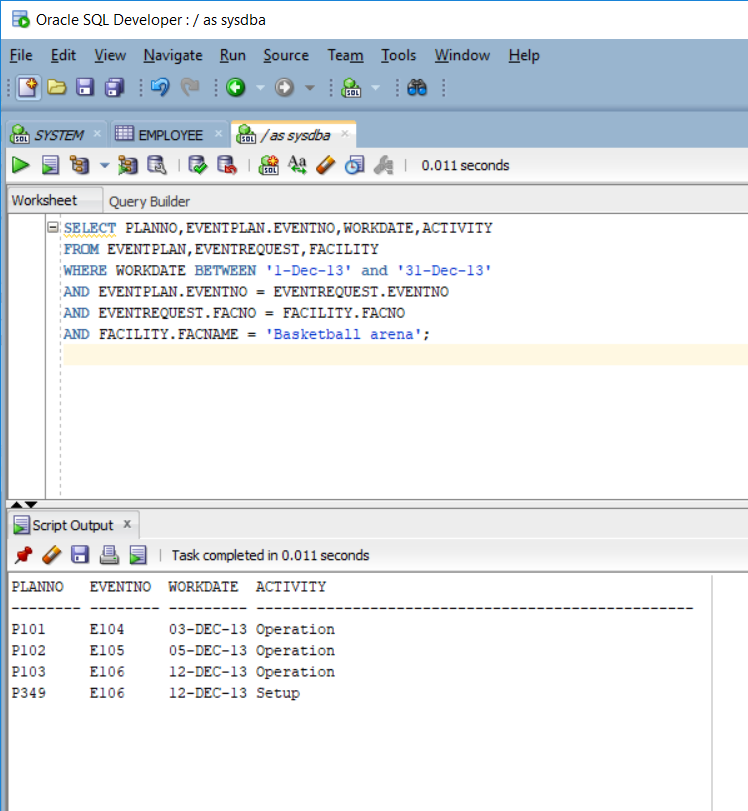 Oracle SQL Developer : / as sysdba
File Edit View Navigate Run Source Team Tools Window Help
SQL
SQL SYSTEM × EMPLOYEE × SQL / as sysdba ×
SQL Aa 0.011 seconds
Worksheet Query Builder
SELECT PLANNO,EVENTPLAN.EVENTNO,WORKDATE,ACTIVITY
FROM EVENTPLAN,EVENTREQUEST,FACILITY
WHERE WORKDATE BETWEEN '1-Dec-13' and '31-Dec-13'
AND EVENTPLAN.EVENTNO = EVENTREQUEST.EVENTNO
AND EVENTREQUEST.FACNO = FACILITY.FACNO
AND FACILITY.FACNAME = 'Basketball arena';
Script Output x
Task completed in 0.011 seconds
PLANNO EVENTNO WORKDATE ACTIVITY
-------- -------- --------- --------------------------------------------------
P101 E104 03-DEC-13 Operation
P102 E105 05-DEC-13 Operation
P103 E106 12-DEC-13 Operation
P349 E106 12-DEC-13 Setup